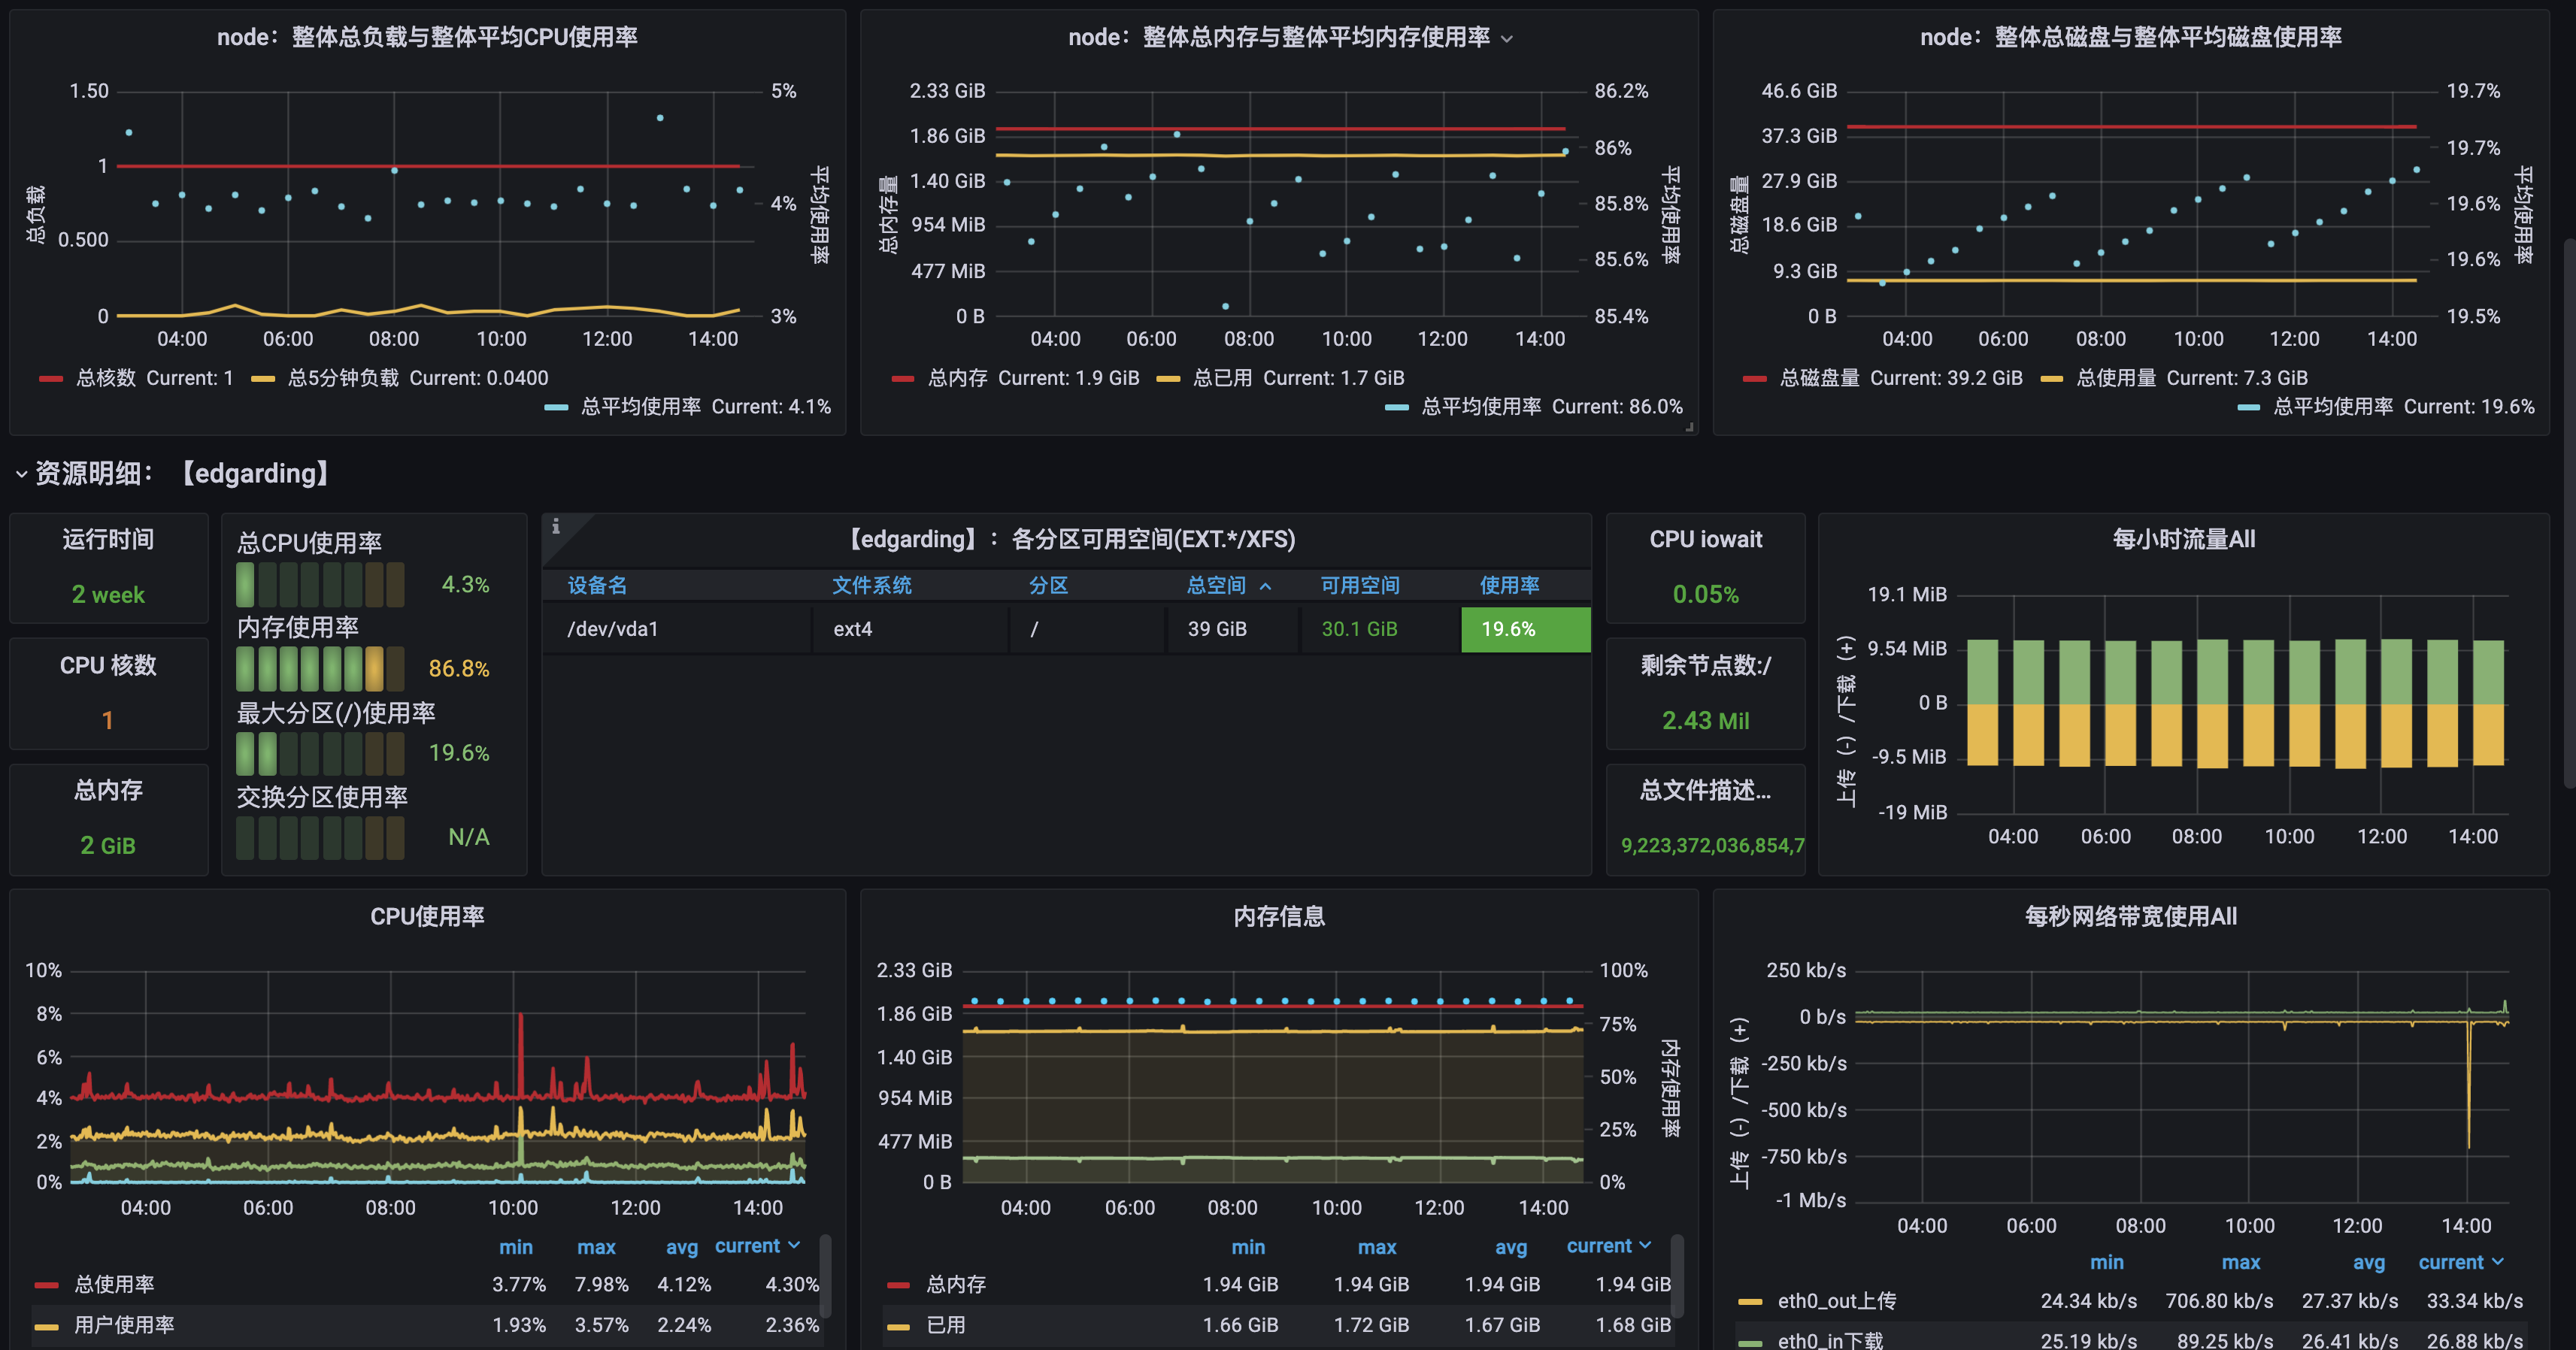 node：整体总负载与整体平均CPU使用率
1.50
1
0.500
0
总负载
5%
4%
3%
平均使用率
04:00 06:00 08:00 10:00 12:00 14:00
总核数 Current: 1 总5分钟负载 Current: 0.0400
总平均使用率 Current: 4.1%
node：整体总内存与整体平均内存使用率
2.33 GiB
1.86 GiB
1.40 GiB
954 MiB
477 MiB
0 B
总内存量
86.2%
86%
85.8%
85.6%
85.4%
平均使用率
04:00 06:00 08:00 10:00 12:00 14:00
总内存 Current: 1.9 GiB 总已用 Current: 1.7 GiB
总平均使用率 Current: 86.0%
node：整体总磁盘与整体平均磁盘使用率
46.6 GiB
37.3 GiB
27.9 GiB
18.6 GiB
9.3 GiB
0 B
总磁盘量
19.7%
19.7%
19.6%
19.6%
19.5%
平均使用率
04:00 06:00 08:00 10:00 12:00 14:00
总磁盘量 Current: 39.2 GiB 总使用量 Current: 7.3 GiB
总平均使用率 Current: 19.6%
资源明细：【edgarding】
运行时间
2 week
CPU 核数
1
总内存
2 GiB
总CPU使用率
4.3%
内存使用率
86.8%
最大分区(/)使用率
19.6%
交换分区使用率
N/A
i
【edgarding】：各分区可用空间(EXT.*/XFS)
设备名 文件系统 分区 总空间 可用空间 使用率
/dev/vda1 ext4 / 39 GiB 30.1 GiB 19.6%
CPU iowait
0.05%
剩余节点数:/
2.43 Mil
总文件描述...
9,223,372,036,854,7
每小时流量All
19.1 MiB
9.54 MiB
0 B
-9.5 MiB
-19 MiB
上传（-）/下载（+）
04:00 06:00 08:00 10:00 12:00 14:00
CPU使用率
10%
8%
6%
4%
2%
0%
04:00 06:00 08:00 10:00 12:00 14:00
min max avg current
总使用率 3.77% 7.98% 4.12% 4.30%
用户使用率 1.93% 3.57% 2.24% 2.36%
内存信息
2.33 GiB
1.86 GiB
1.40 GiB
954 MiB
477 MiB
0 B
100%
75%
50%
25%
0%
内存使用率
04:00 06:00 08:00 10:00 12:00 14:00
min max avg current
总内存 1.94 GiB 1.94 GiB 1.94 GiB 1.94 GiB
已用 1.66 GiB 1.72 GiB 1.67 GiB 1.68 GiB
每秒网络带宽使用All
250 kb/s
0 b/s
-250 kb/s
-500 kb/s
-750 kb/s
-1 Mb/s
上传（-）/下载（+）
04:00 06:00 08:00 10:00 12:00 14:00
min max avg current
eth0_out上传 24.34 kb/s 706.80 kb/s 27.37 kb/s 33.34 kb/s
eth0_in下载 25.19 kb/s 89.25 kb/s 26.41 kb/s 26.88 kb/s